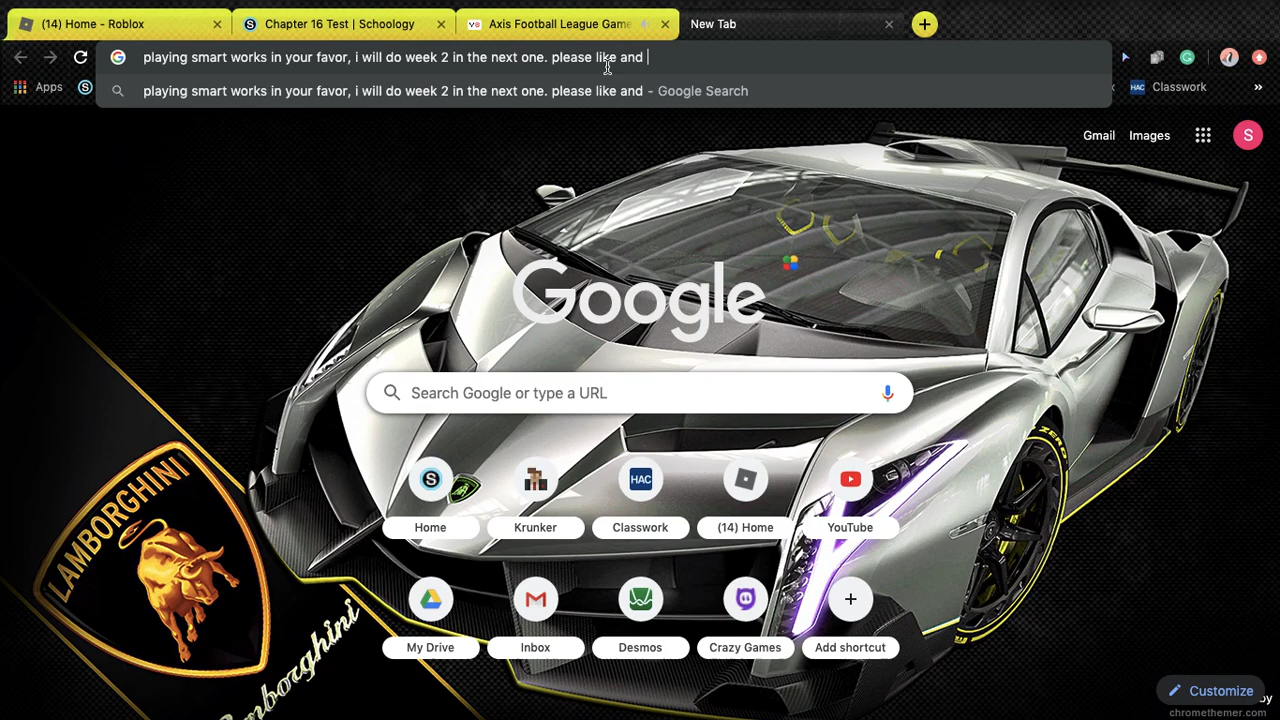 (14) Home - Roblox
Chapter 16 Test | Schoology
Axis Football League Game
New Tab
playing smart works in your favor, i will do week 2 in the next one. please like and
Apps
playing smart works in your favor, i will do week 2 in the next one. please like and - Google Search
HAC Classwork
»
Gmail Images S
Google
Search Google or type a URL
HAC
Home Krunker Classwork (14) Home YouTube
My Drive Inbox Desmos Crazy Games Add shortcut
LAMBORGHINI
Customize
by
chromethemer.com